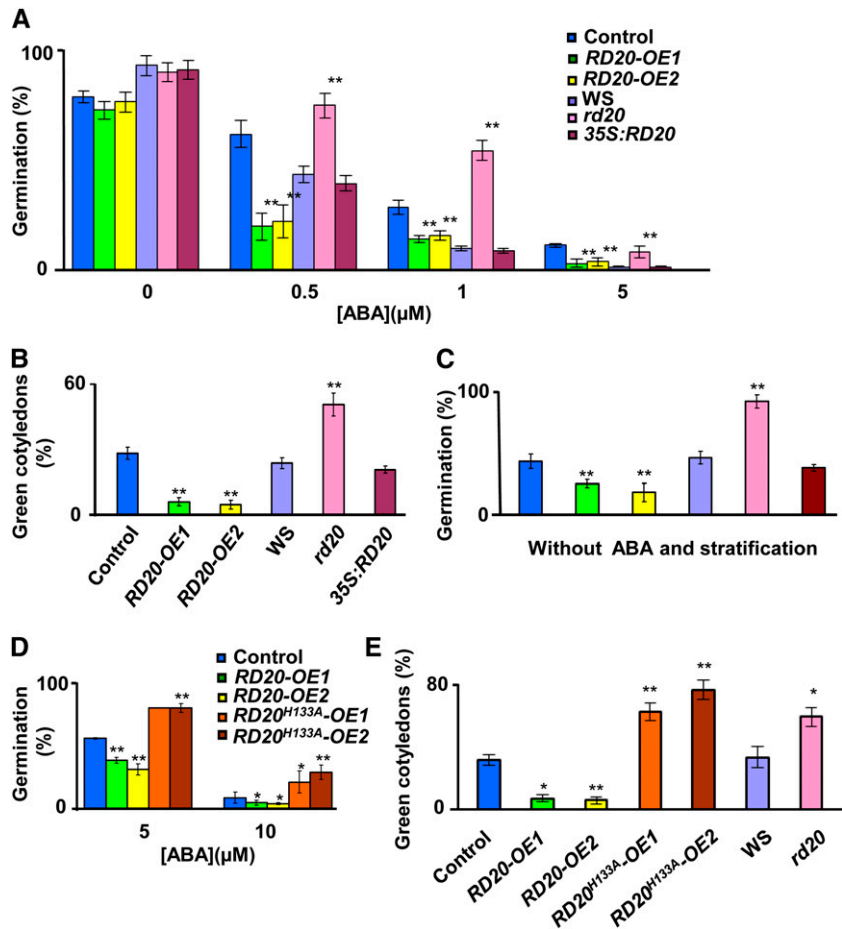 A
Germination (%)
100
0
Control
RD20-OE1
RD20-OE2
WS
rd20
35S:RD20
** ** ** ** ** ** ** ** **
0 0.5 1 5
[ABA](µM)
B
Green cotyledons
(%)
60
0
** ** **
Control RD20-OE1 RD20-OE2 WS rd20 35S:RD20
C
Germination (%)
100
0
** ** **
Without ABA and stratification
D
Germination
(%)
100
0
Control
RD20-OE1
RD20-OE2
RD20H133A-OE1
RD20H133A-OE2
** ** ** * * * **
5 10
[ABA](µM)
E
Green cotyledons (%)
80
0
* ** ** ** *
Control RD20-OE1 RD20-OE2 RD20H133A-OE1 RD20H133A-OE2 WS rd20